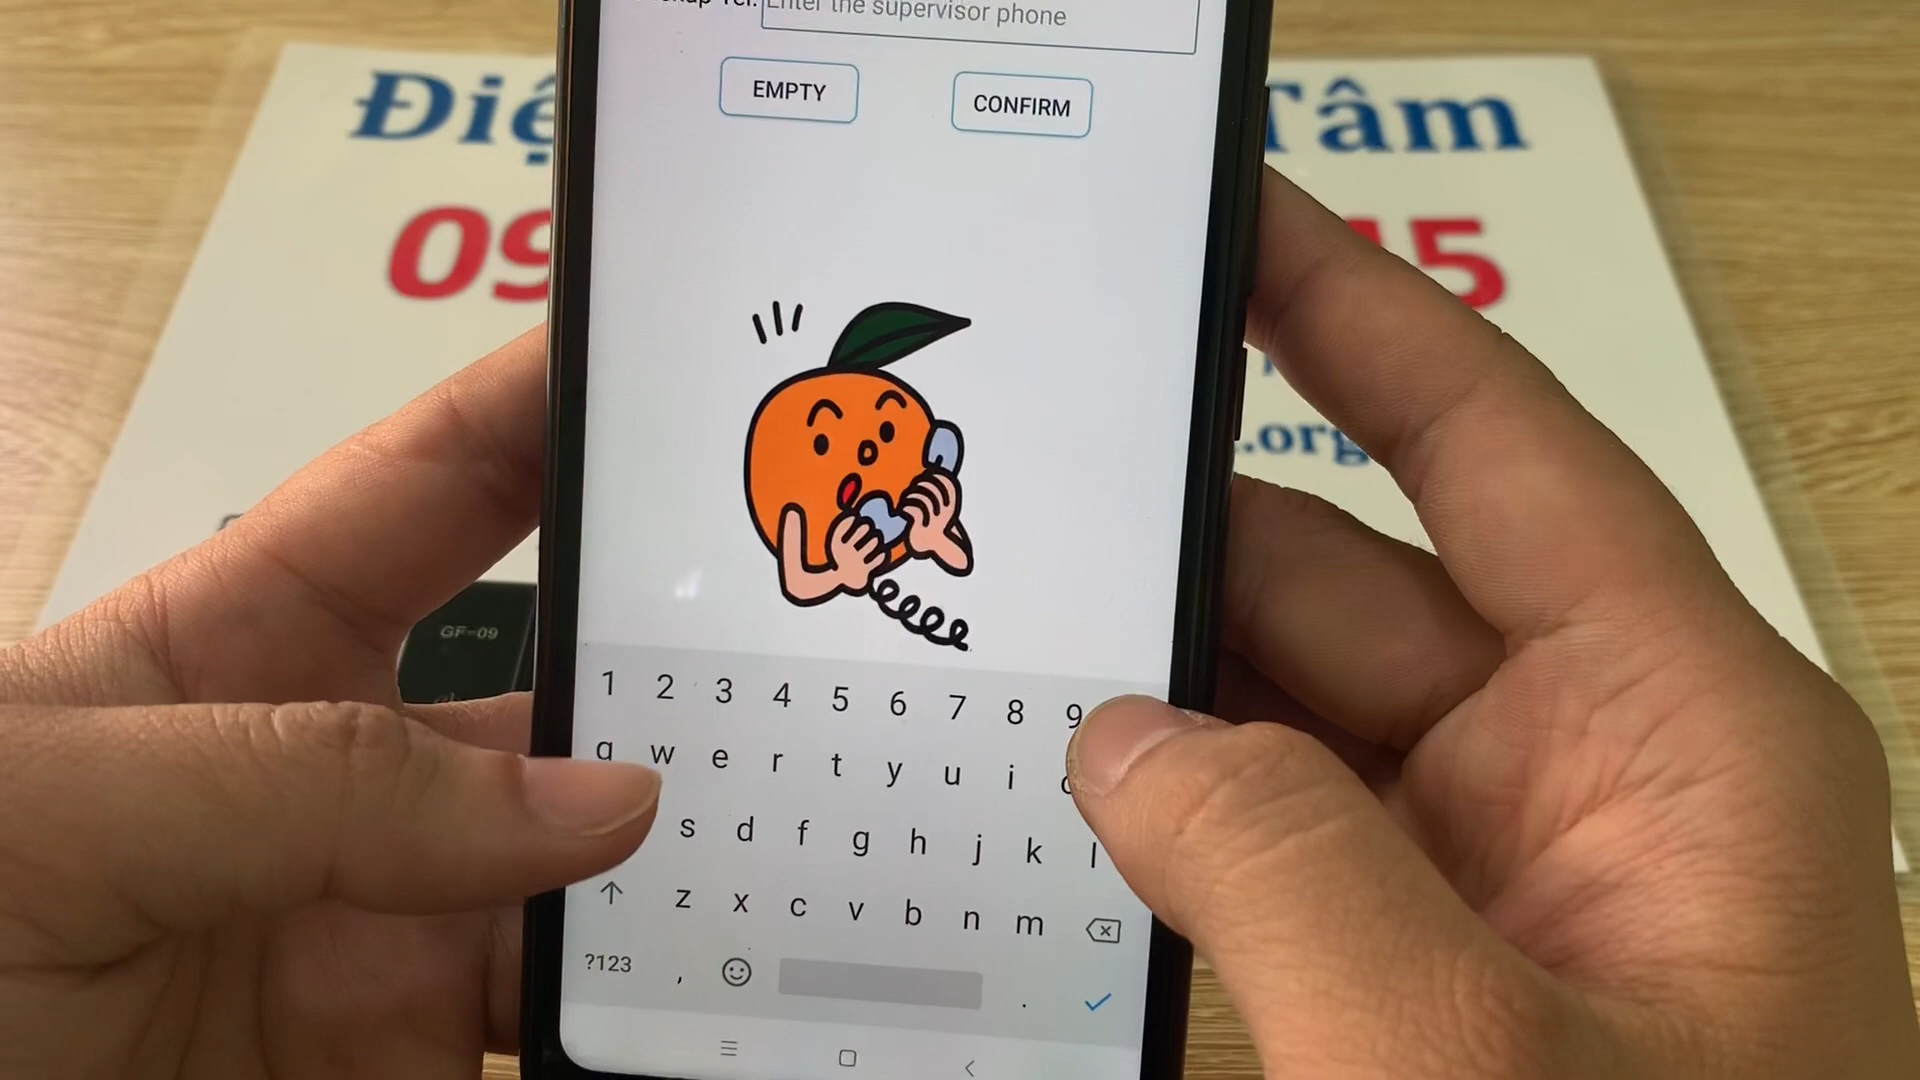 Enter the supervisor phone
EMPTY
CONFIRM
Tâm
09
15
.org
GF-09
1 2 3 4 5 6 7 8 9
q w e r t y u i
s d f g h j k l
z x c v b n m
?123 , .